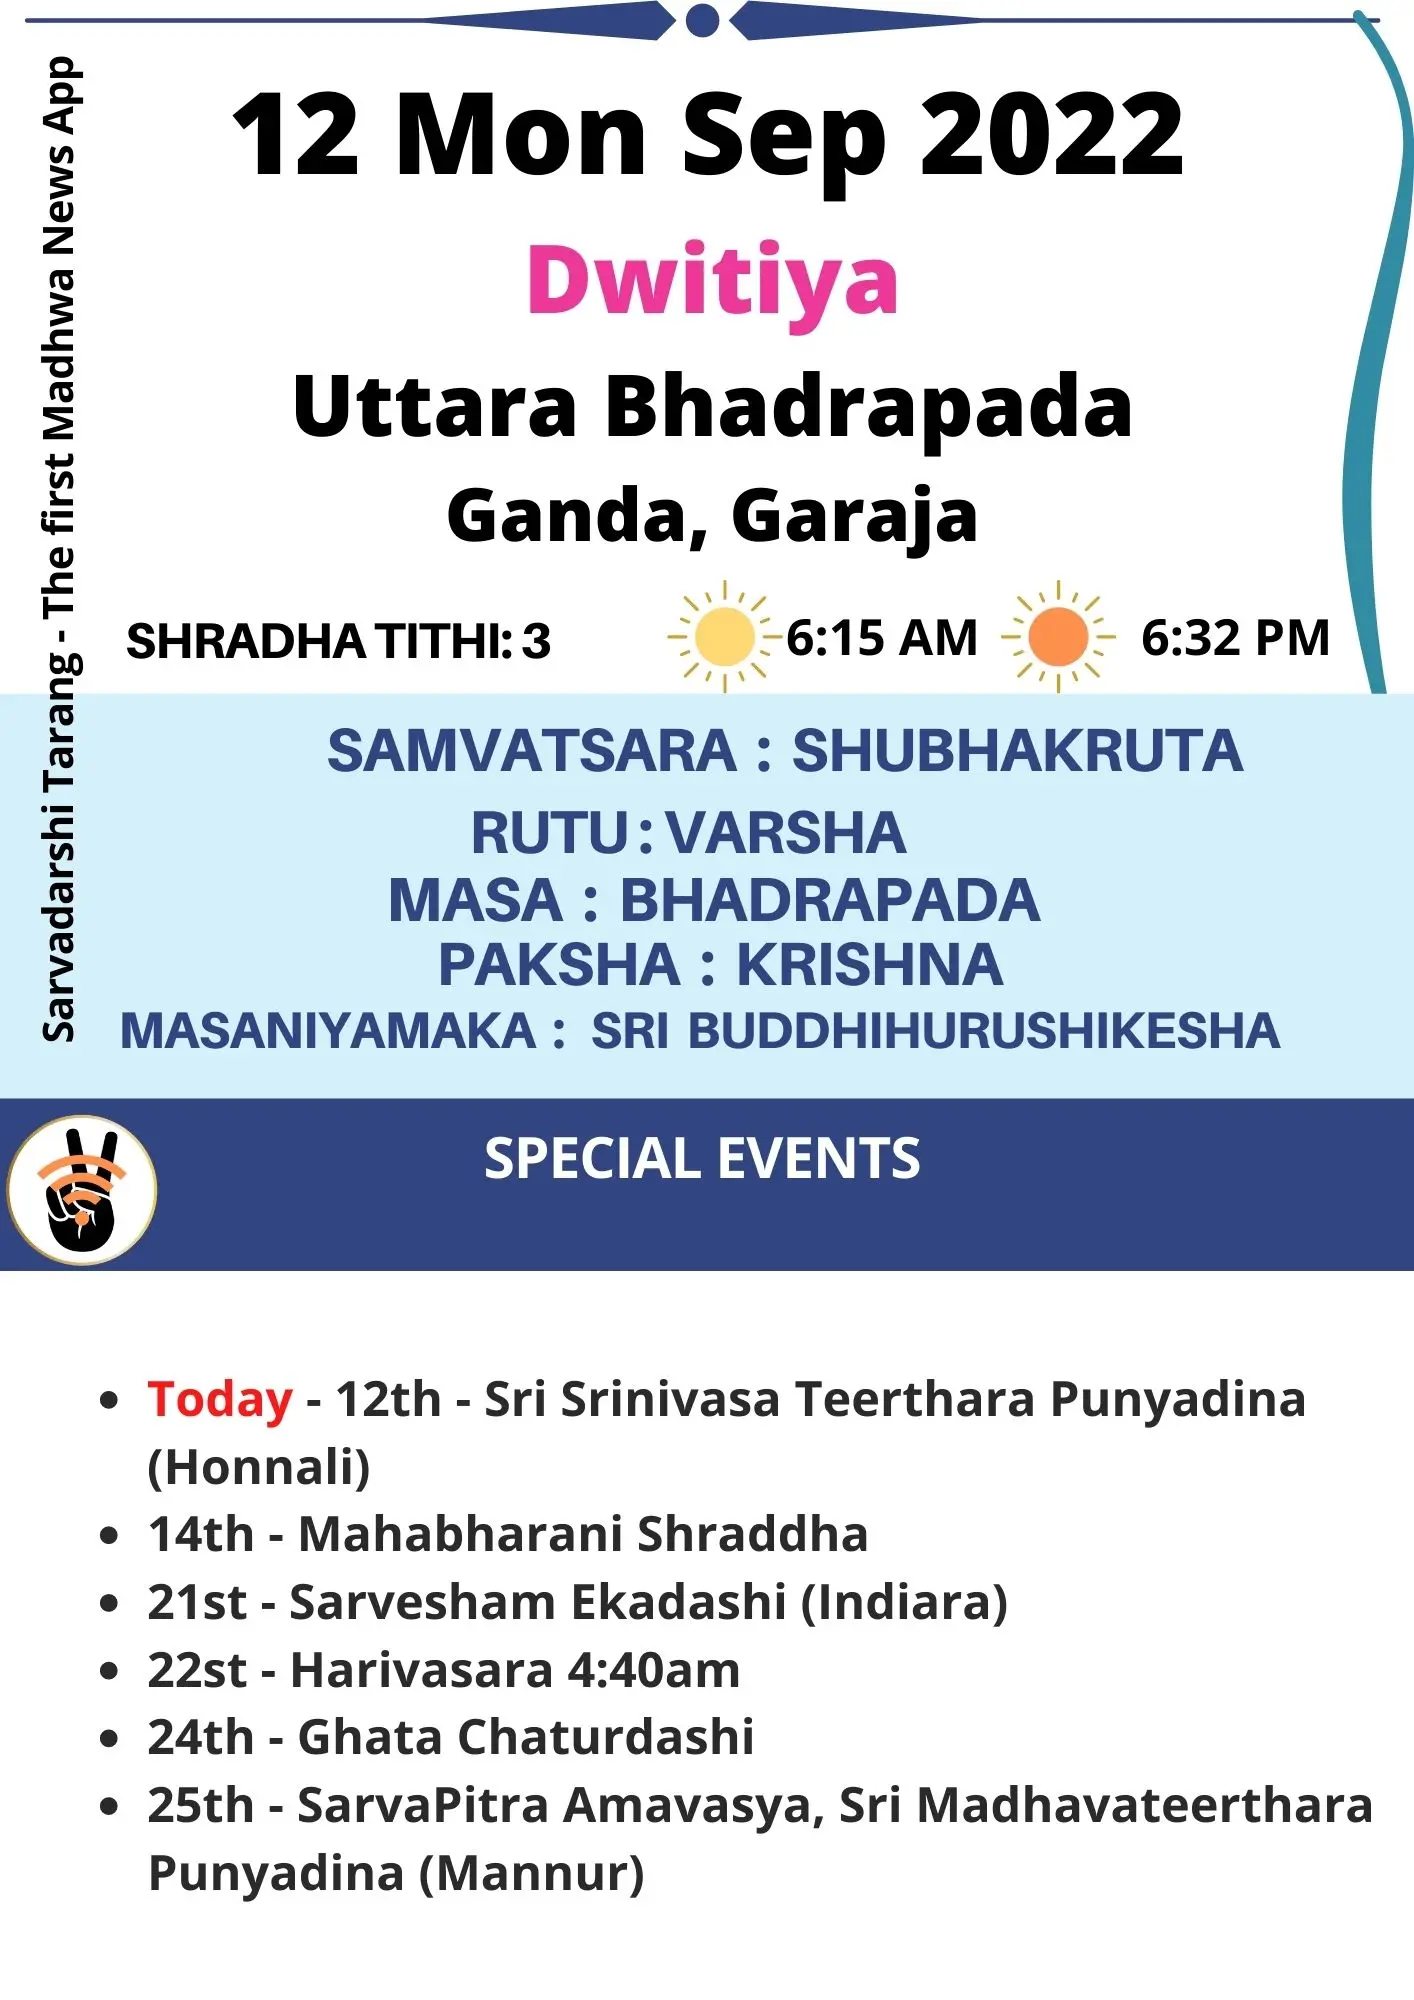 12 Mon Sep 2022
Dwitiya
Uttara Bhadrapada
Ganda, Garaja
SHRADHA TITHI: 3 6:15 AM 6:32 PM
Sarvadarshi Tarang - The first Madhwa News App
SAMVATSARA : SHUBHAKRUTA
RUTU : VARSHA
MASA : BHADRAPADA
PAKSHA : KRISHNA
MASANIYAMAKA : SRI BUDDHIHURUSHIKESHA
SPECIAL EVENTS
• Today - 12th - Sri Srinivasa Teerthara Punyadina
(Honnali)
• 14th - Mahabharani Shraddha
• 21st - Sarvesham Ekadashi (Indiara)
• 22st - Harivasara 4:40am
• 24th - Ghata Chaturdashi
• 25th - SarvaPitra Amavasya, Sri Madhavateerthara
Punyadina (Mannur)